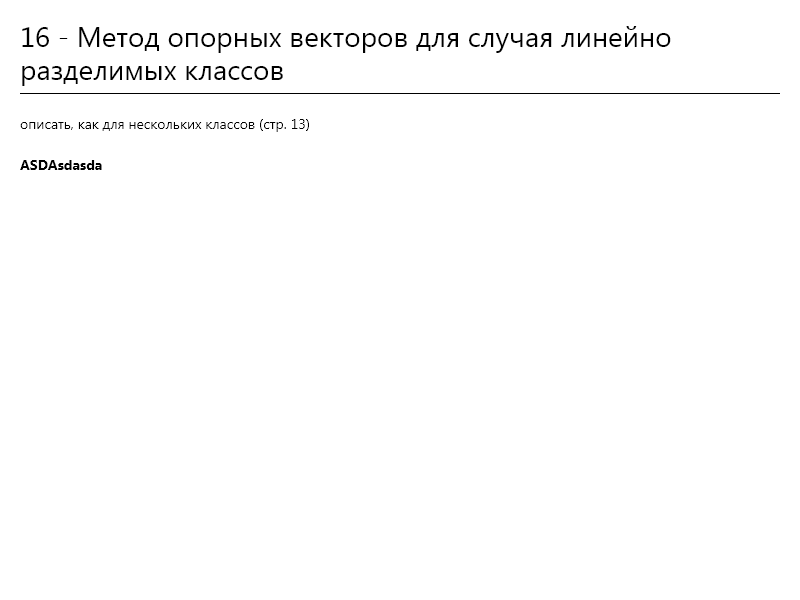 16 - Метод опорных векторов для случая линейно
разделимых классов
описать, как для нескольких классов (стр. 13)
ASDAsdasda